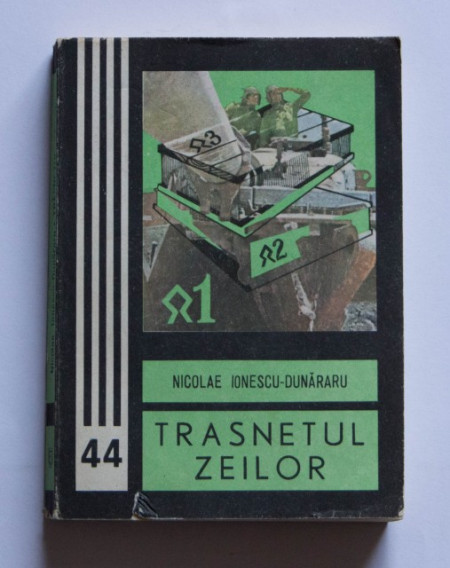 Ω3
Ω2
Ω1
NICOLAE IONESCU-DUNĂRARU
44
TRASNETUL
ZEILOR